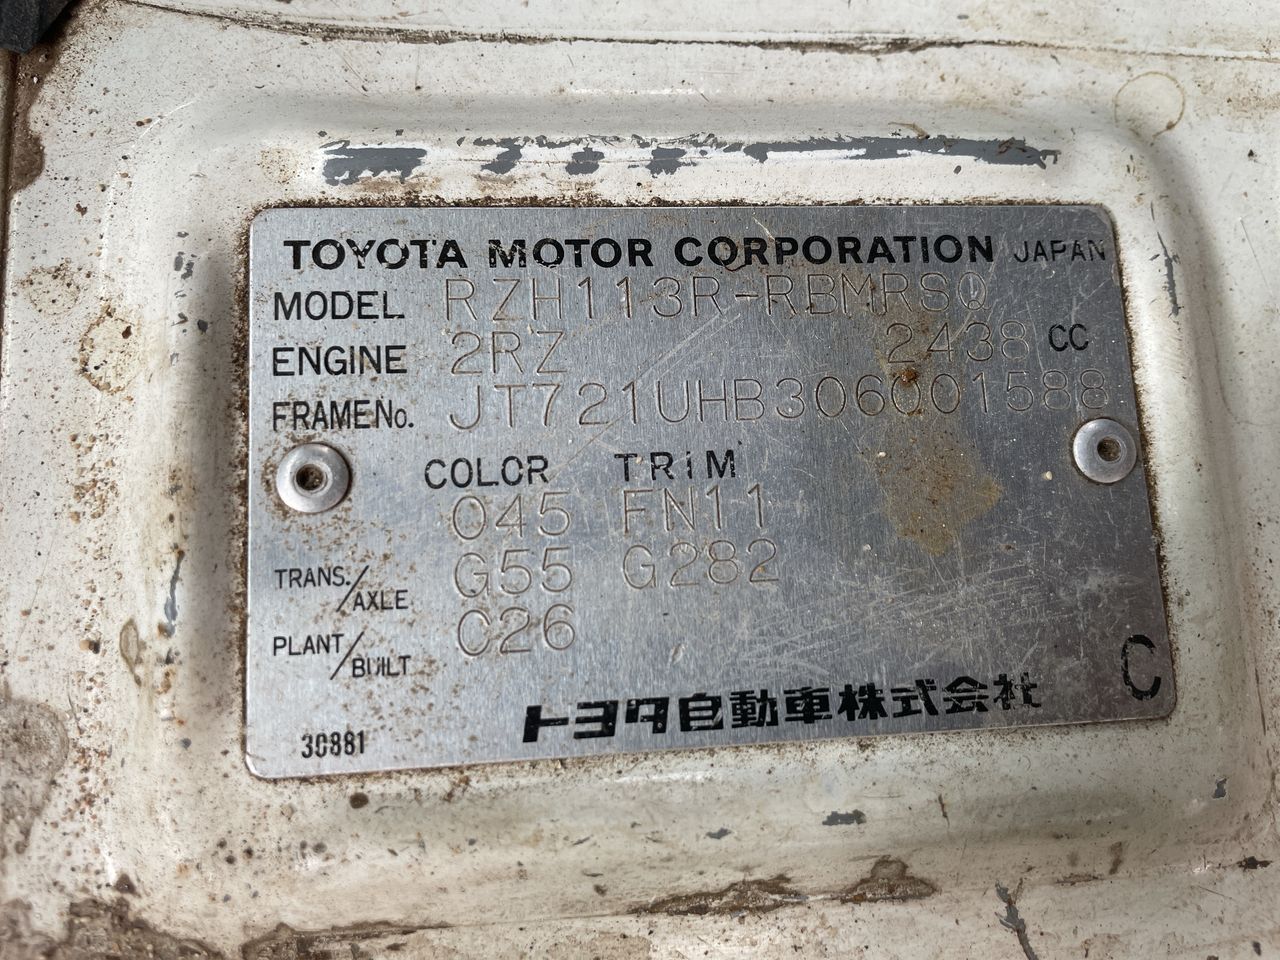 TOYOTA MOTOR CORPORATION JAPAN
MODEL RZH113R-RBMRSQ
ENGINE 2RZ 2438 CC
FRAME No. JT721UHB306001588
COLOR TRIM
045 FN11
TRANS./AXLE G55 G282
PLANT/BUILT C26
C
トヨタ自動車株式会社
30881